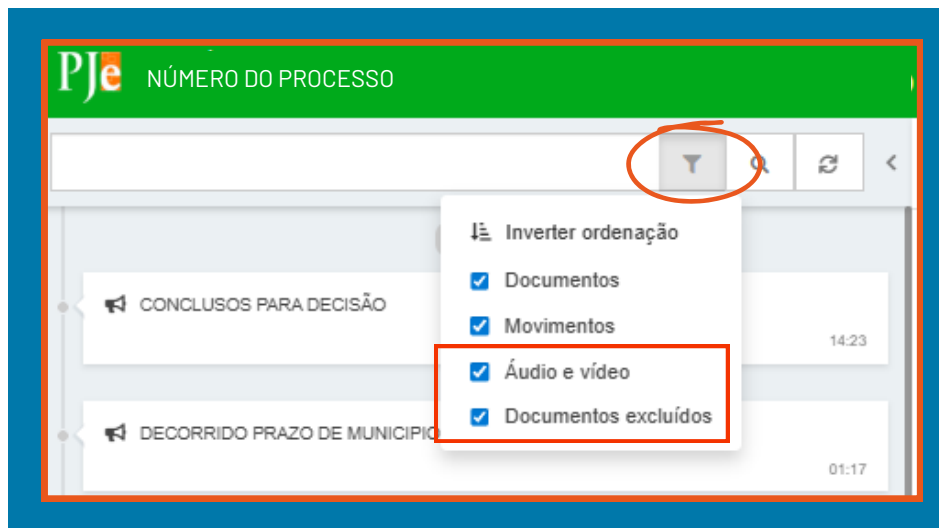 PJe NÚMERO DO PROCESSO
Inverter ordenação
Documentos
CONCLUSOS PARA DECISÃO
Movimentos
14:23
Áudio e vídeo
Documentos excluídos
DECORRIDO PRAZO DE MUNICIPIO
01:17